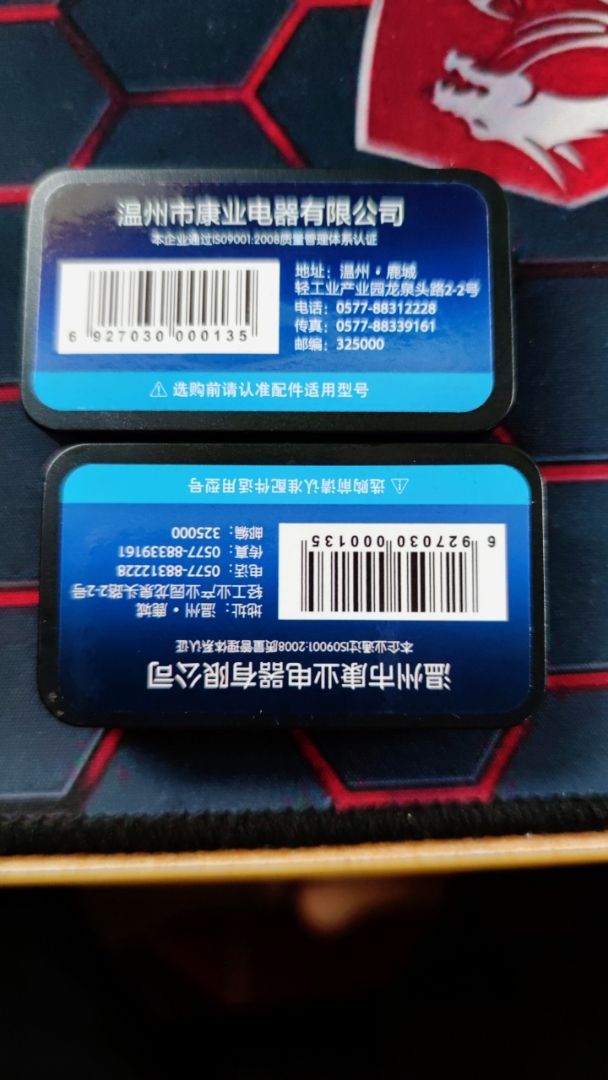 温州市康业电器有限公司
本企业通过ISO9001:2008质量管理体系认证
地址：温州·鹿城
轻工业产业园龙泉头路2-2号
电话：0577-88312228
传真：0577-88339161
邮编：325000
6 927030 000135
⚠ 选购前请认准配件适用型号
温州市康业电器有限公司
本企业通过ISO9001:2008质量管理体系认证
地址：温州·鹿城
轻工业产业园龙泉头路2-2号
电话：0577-88312228
传真：0577-88339161
邮编：325000
6 927030 000135
⚠ 选购前请认准配件适用型号